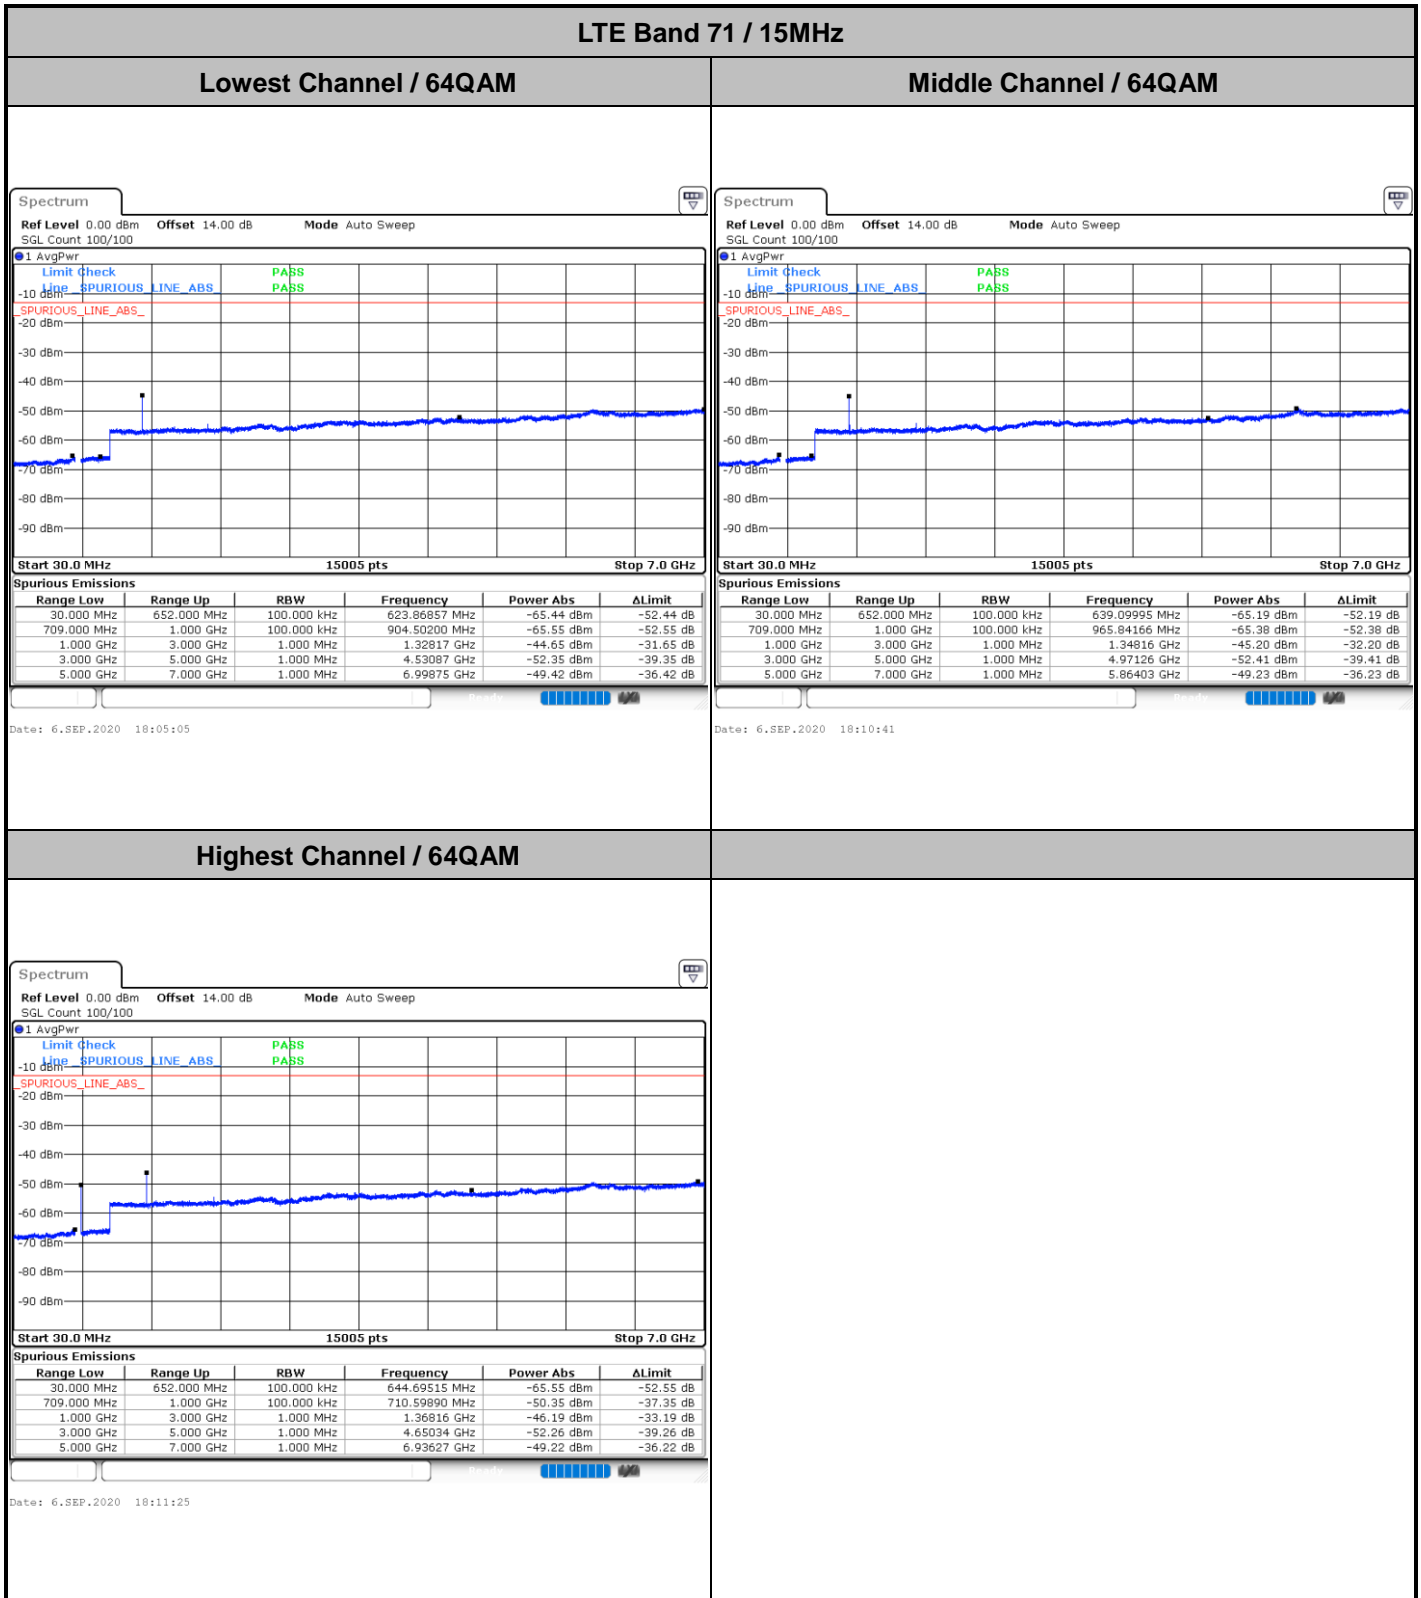 LTE Band 71 / 15MHz
Lowest Channel / 64QAM
Middle Channel / 64QAM
Spectrum
Ref Level 0.00 dBm Offset 14.00 dB Mode Auto Sweep
SGL Count 100/100
1 AvgPwr
Limit Check PASS
Line _SPURIOUS_LINE_ABS_ PASS
-10 dBm
_SPURIOUS_LINE_ABS_
-20 dBm
-30 dBm
-40 dBm
-50 dBm
-60 dBm
-70 dBm
-80 dBm
-90 dBm
Start 30.0 MHz 15005 pts Stop 7.0 GHz
Spurious Emissions
Range Low Range Up RBW Frequency Power Abs ΔLimit
30.000 MHz 652.000 MHz 100.000 kHz 623.86857 MHz -65.44 dBm -52.44 dB
709.000 MHz 1.000 GHz 100.000 kHz 904.50200 MHz -65.55 dBm -52.55 dB
1.000 GHz 3.000 GHz 1.000 MHz 1.32817 GHz -44.65 dBm -31.65 dB
3.000 GHz 5.000 GHz 1.000 MHz 4.53087 GHz -52.35 dBm -39.35 dB
5.000 GHz 7.000 GHz 1.000 MHz 6.99875 GHz -49.42 dBm -36.42 dB
Date: 6.SEP.2020 18:05:05
Spectrum
Ref Level 0.00 dBm Offset 14.00 dB Mode Auto Sweep
SGL Count 100/100
1 AvgPwr
Limit Check PASS
Line _SPURIOUS_LINE_ABS_ PASS
-10 dBm
_SPURIOUS_LINE_ABS_
-20 dBm
-30 dBm
-40 dBm
-50 dBm
-60 dBm
-70 dBm
-80 dBm
-90 dBm
Start 30.0 MHz 15005 pts Stop 7.0 GHz
Spurious Emissions
Range Low Range Up RBW Frequency Power Abs ΔLimit
30.000 MHz 652.000 MHz 100.000 kHz 639.09995 MHz -65.19 dBm -52.19 dB
709.000 MHz 1.000 GHz 100.000 kHz 965.84166 MHz -65.38 dBm -52.38 dB
1.000 GHz 3.000 GHz 1.000 MHz 1.34816 GHz -45.20 dBm -32.20 dB
3.000 GHz 5.000 GHz 1.000 MHz 4.97126 GHz -52.41 dBm -39.41 dB
5.000 GHz 7.000 GHz 1.000 MHz 5.86403 GHz -49.23 dBm -36.23 dB
Date: 6.SEP.2020 18:10:41
Highest Channel / 64QAM
Spectrum
Ref Level 0.00 dBm Offset 14.00 dB Mode Auto Sweep
SGL Count 100/100
1 AvgPwr
Limit Check PASS
Line _SPURIOUS_LINE_ABS_ PASS
-10 dBm
_SPURIOUS_LINE_ABS_
-20 dBm
-30 dBm
-40 dBm
-50 dBm
-60 dBm
-70 dBm
-80 dBm
-90 dBm
Start 30.0 MHz 15005 pts Stop 7.0 GHz
Spurious Emissions
Range Low Range Up RBW Frequency Power Abs ΔLimit
30.000 MHz 652.000 MHz 100.000 kHz 644.69515 MHz -65.55 dBm -52.55 dB
709.000 MHz 1.000 GHz 100.000 kHz 710.59890 MHz -50.35 dBm -37.35 dB
1.000 GHz 3.000 GHz 1.000 MHz 1.36816 GHz -46.19 dBm -33.19 dB
3.000 GHz 5.000 GHz 1.000 MHz 4.65034 GHz -52.26 dBm -39.26 dB
5.000 GHz 7.000 GHz 1.000 MHz 6.93627 GHz -49.22 dBm -36.22 dB
Date: 6.SEP.2020 18:11:25